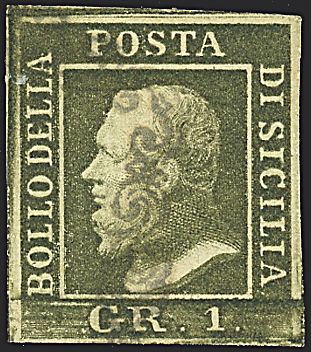 BOLLO DELLA
POSTA
DI SICILIA
GR. 1.